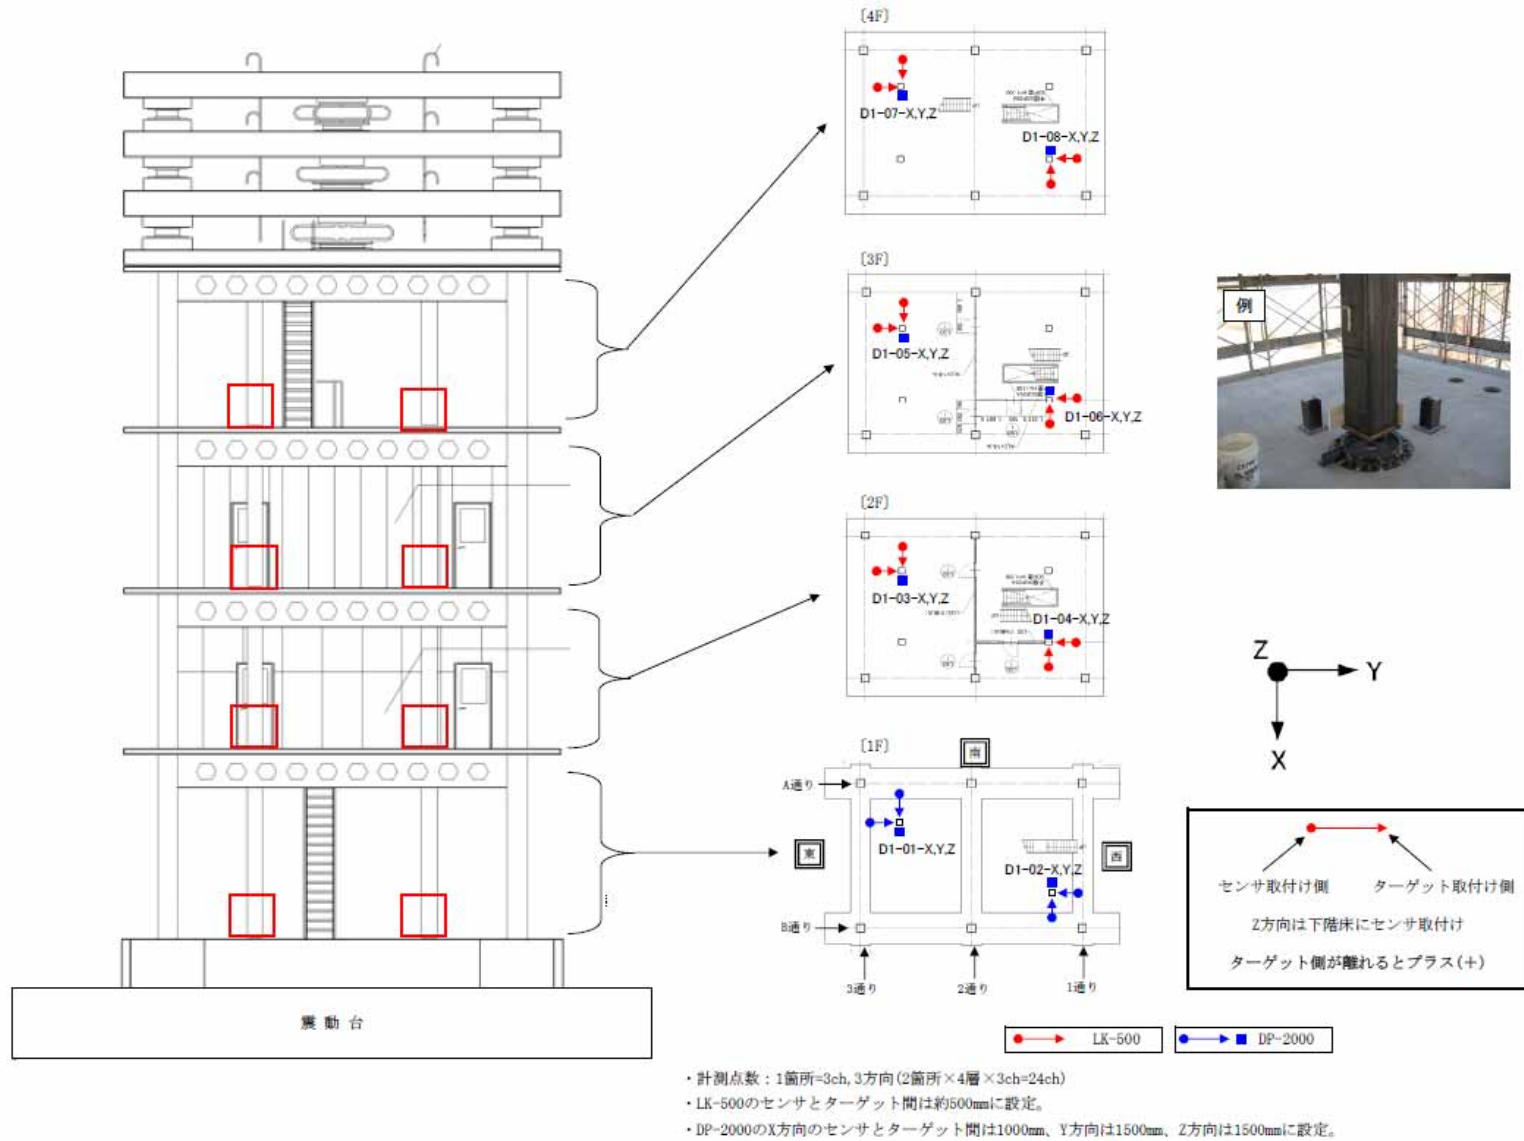 〔4F〕
D1-07-X,Y,Z
D1-08-X,Y,Z
〔3F〕
D1-05-X,Y,Z
D1-06-X,Y,Z
例
〔2F〕
D1-03-X,Y,Z
D1-04-X,Y,Z
Z
Y
X
〔1F〕
南
A通り
東
西
D1-01-X,Y,Z
D1-02-X,Y,Z
B通り
3通り
2通り
1通り
センサ取付け側
ターゲット取付け側
Z方向は下階床にセンサ取付け
ターゲット側が離れるとプラス(+)
震動台
LK-500
DP-2000
・計測点数:1箇所=3ch,3方向(2箇所×4層×3ch=24ch)
・LK-500のセンサとターゲット間は約500mmに設定。
・DP-2000のX方向のセンサとターゲット間は1000mm、Y方向は1500mm、Z方向は1500mmに設定。